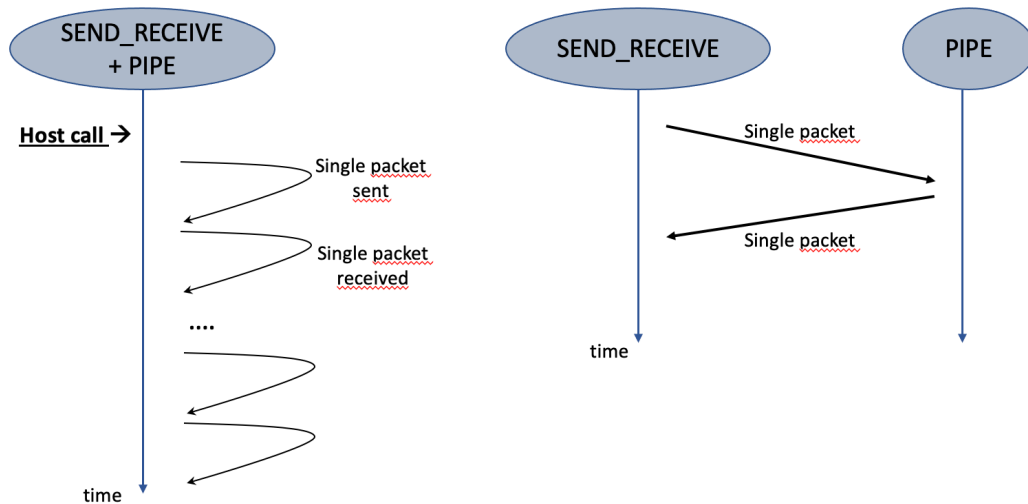 SEND_RECEIVE
+ PIPE
Host call →
Single packet
sent
Single packet
received
....
time
SEND_RECEIVE
PIPE
Single packet
Single packet
time